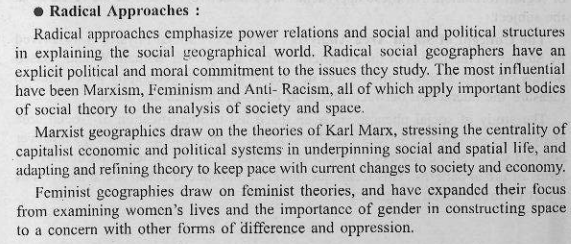 ● Radical Approaches :
Radical approaches emphasize power relations and social and political structures
in explaining the social geographical world. Radical social geographers have an
explicit political and moral commitment to the issues they study. The most influential
have been Marxism, Feminism and Anti- Racism, all of which apply important bodies
of social theory to the analysis of society and space.
Marxist geographies draw on the theories of Karl Marx, stressing the centrality of
capitalist economic and political systems in underpinning social and spatial life, and
adapting and refining theory to keep pace with current changes to society and economy.
Feminist geographies draw on feminist theories, and have expanded their focus
from examining women's lives and the importance of gender in constructing space
to a concern with other forms of difference and oppression.